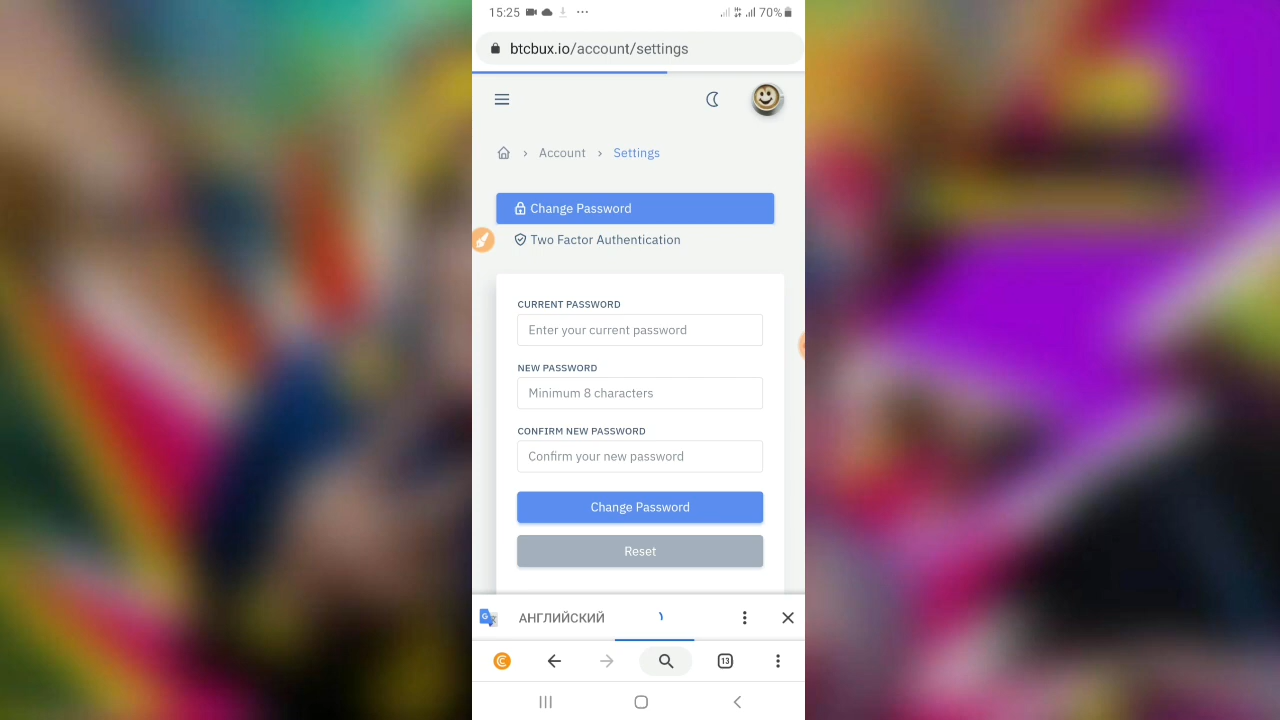 15:25 70%
btcbux.io/account/settings
Account › Settings
Change Password
Two Factor Authentication
CURRENT PASSWORD
Enter your current password
NEW PASSWORD
Minimum 8 characters
CONFIRM NEW PASSWORD
Confirm your new password
Change Password
Reset
АНГЛИЙСКИЙ
13